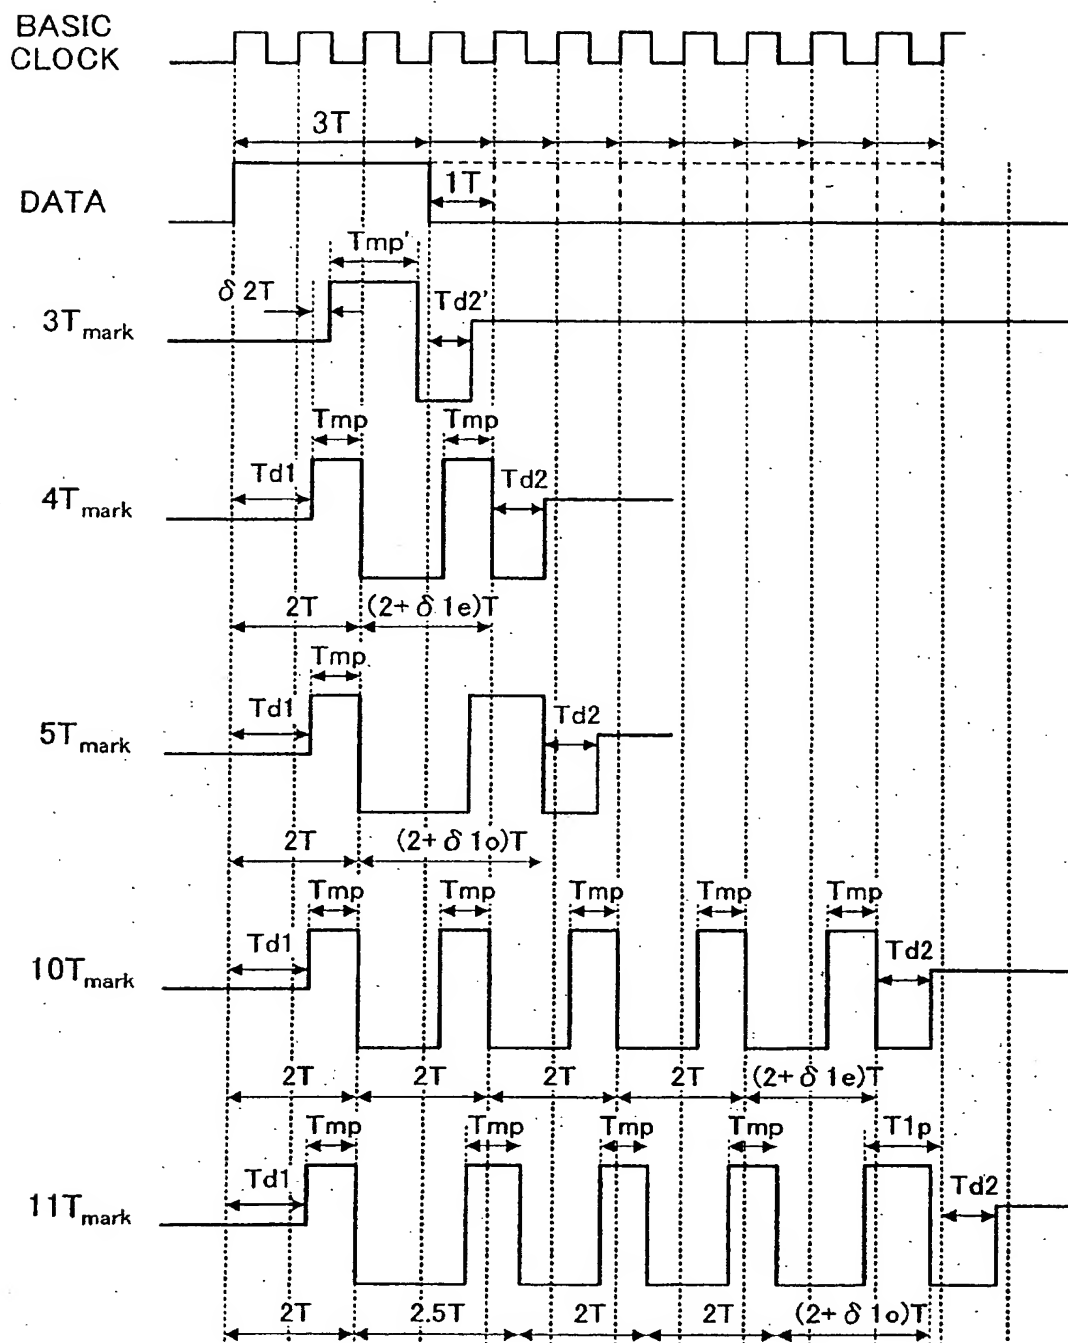 BASIC
CLOCK
3T
DATA
1T
Tmp'
δ 2T
Td2'
3Tmark
Tmp Tmp
Td1 Td2
4Tmark
2T (2+δ 1e)T
Tmp
Td1 Td2
5Tmark
2T (2+δ 1o)T
Tmp Tmp Tmp Tmp Tmp
Td1 Td2
10Tmark
2T 2T 2T 2T (2+δ 1e)T
Tmp Tmp Tmp Tmp T1p
Td1 Td2
11Tmark
2T 2.5T 2T 2T (2+δ 1o)T